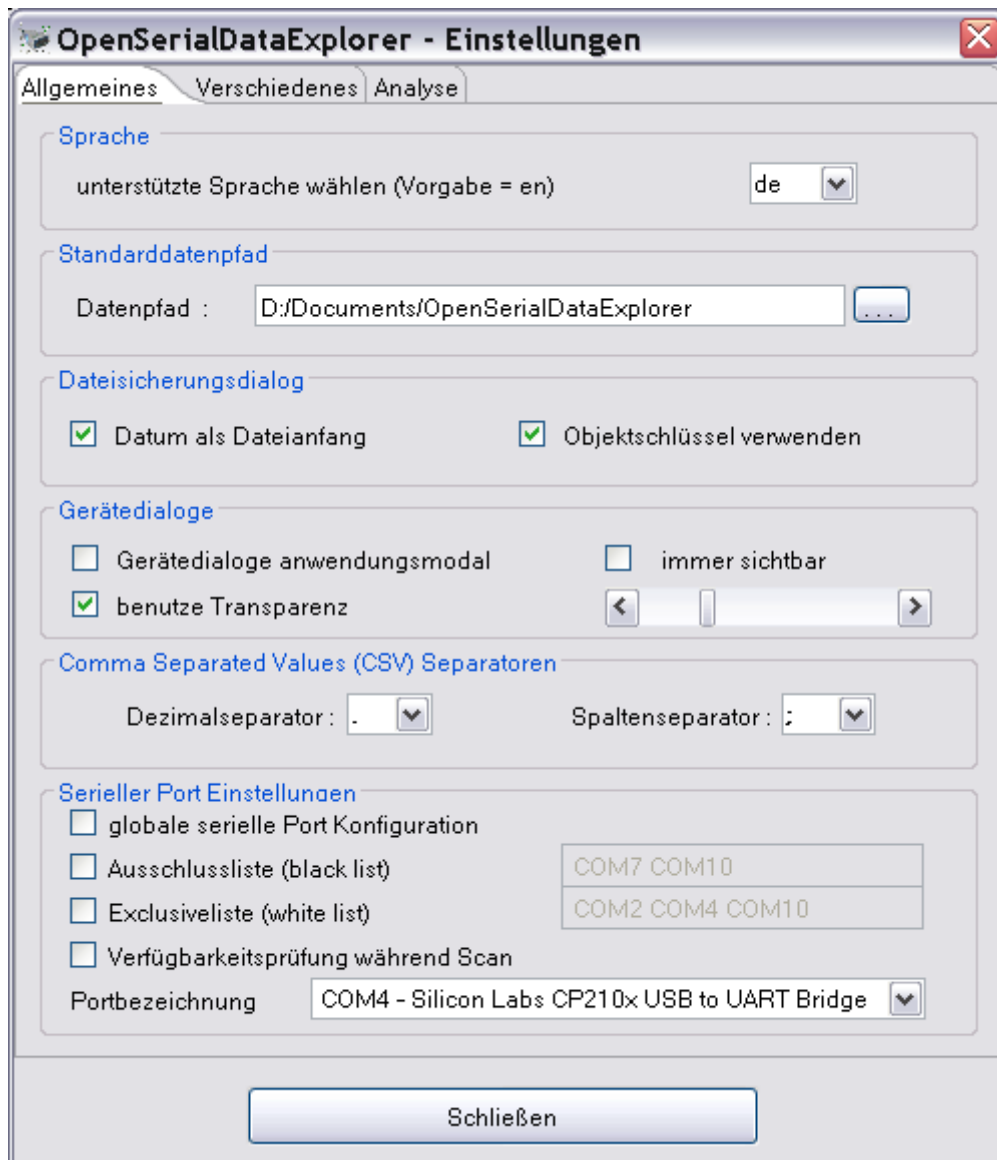 OpenSerialDataExplorer - Einstellungen
Allgemeines Verschiedenes Analyse
Sprache
unterstützte Sprache wählen (Vorgabe = en) de
Standarddatenpfad
Datenpfad : D:/Documents/OpenSerialDataExplorer ...
Dateisicherungsdialog
Datum als Dateianfang Objektschlüssel verwenden
Gerätedialoge
Gerätedialoge anwendungsmodal immer sichtbar
benutze Transparenz
Comma Separated Values (CSV) Separatoren
Dezimalseparator : . Spaltenseparator : ;
Serieller Port Einstellungen
globale serielle Port Konfiguration
Ausschlussliste (black list) COM7 COM10
Exclusiveliste (white list) COM2 COM4 COM10
Verfügbarkeitsprüfung während Scan
Portbezeichnung COM4 - Silicon Labs CP210x USB to UART Bridge
Schließen